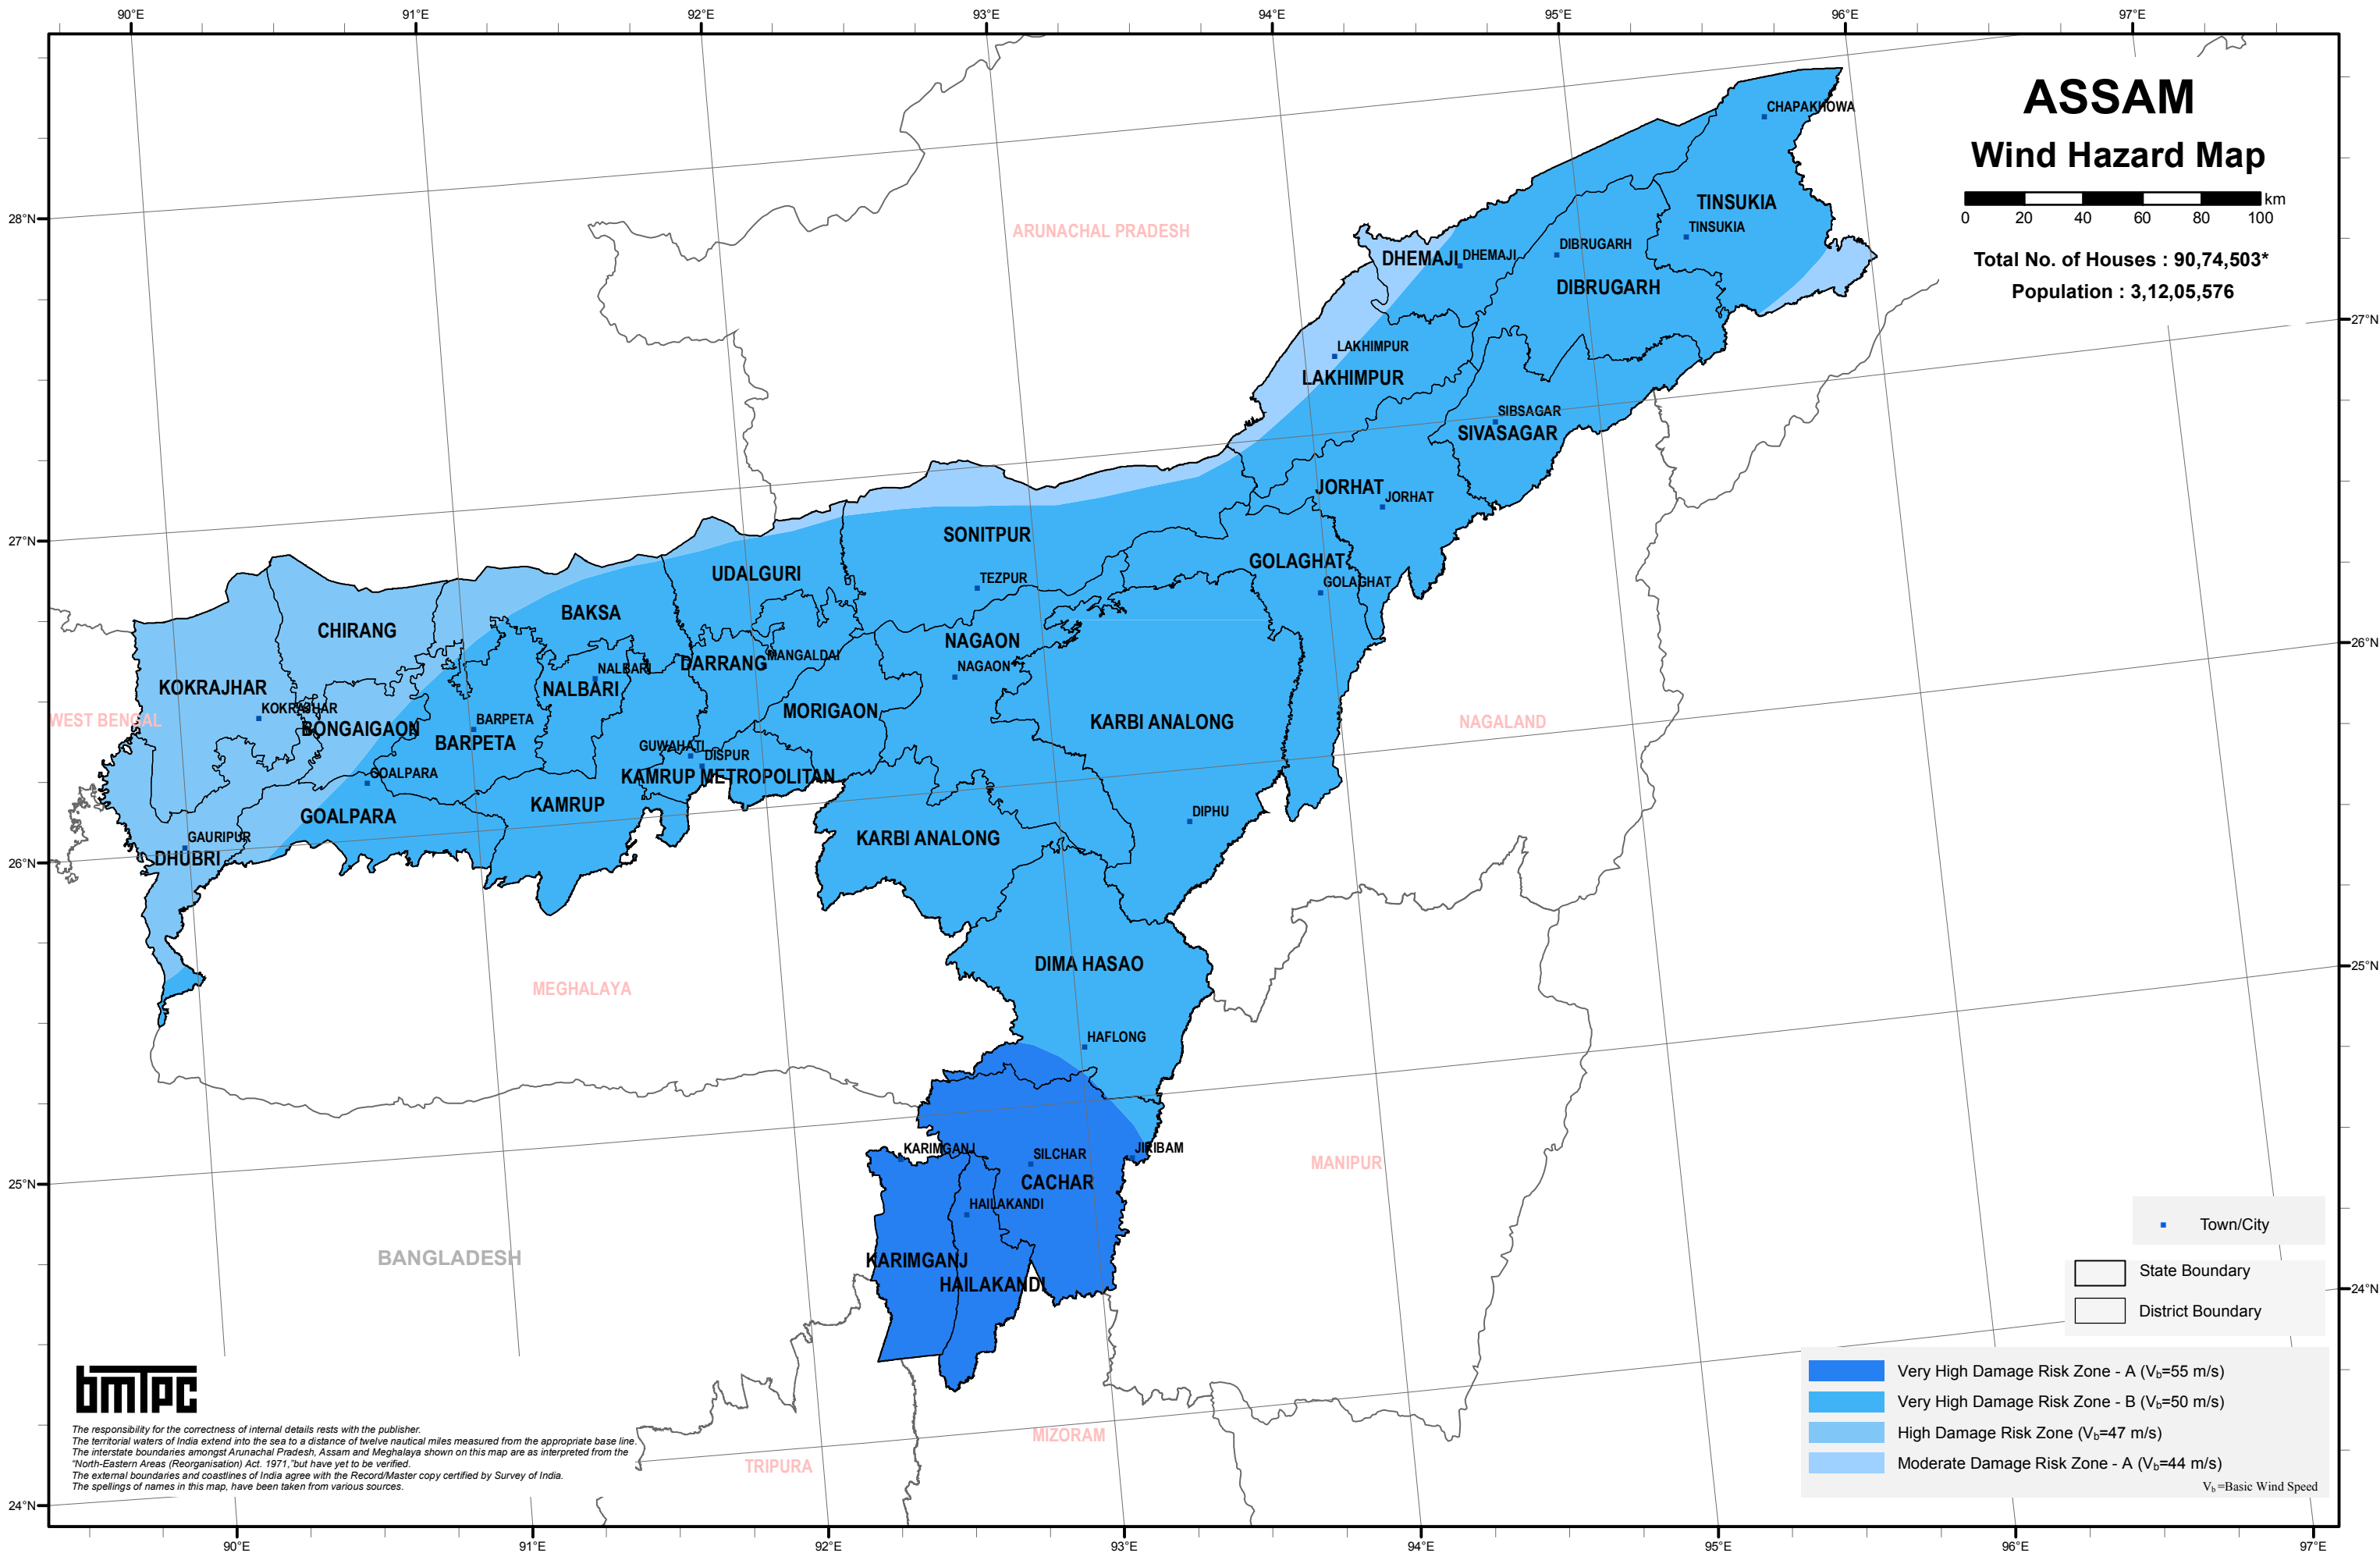 90°E 91°E 92°E 93°E 94°E 95°E 96°E 97°E
ASSAM
Wind Hazard Map
km
0 20 40 60 80 100
Total No. of Houses : 90,74,503*
Population : 3,12,05,576
28°N
27°N
26°N
25°N
24°N
27°N
26°N
25°N
24°N
CHAPAKHOWA
TINSUKIA
TINSUKIA
ARUNACHAL PRADESH
DHEMAJI
DHEMAJI
DIBRUGARH
DIBRUGARH
LAKHIMPUR
LAKHIMPUR
SIBSAGAR
SIVASAGAR
JORHAT
JORHAT
SONITPUR
TEZPUR
GOLAGHAT
GOLAGHAT
UDALGURI
BAKSA
CHIRANG
NAGAON
NAGAON
DARRANG
MANGALDAI
NALBARI
NALBARI
KOKRAJHAR
KOKRAJHAR
WEST BENGAL
BONGAIGAON
BARPETA
BARPETA
MORIGAON
KARBI ANALONG
NAGALAND
GUWAHATI
DISPUR
KAMRUP METROPOLITAN
GOALPARA
GOALPARA
KAMRUP
DIPHU
KARBI ANALONG
GAURIPUR
DHUBRI
DIMA HASAO
MEGHALAYA
HAFLONG
KARIMGANJ
SILCHAR
JIRIBAM
CACHAR
MANIPUR
HAILAKANDI
KARIMGANJ
HAILAKANDI
BANGLADESH
MIZORAM
TRIPURA
Town/City
State Boundary
District Boundary
Very High Damage Risk Zone - A (Vb=55 m/s)
Very High Damage Risk Zone - B (Vb=50 m/s)
High Damage Risk Zone (Vb=47 m/s)
Moderate Damage Risk Zone - A (Vb=44 m/s)
Vb =Basic Wind Speed
bmTpc
The responsibility for the correctness of internal details rests with the publisher.
The territorial waters of India extend into the sea to a distance of twelve nautical miles measured from the appropriate base line.
The interstate boundaries amongst Arunachal Pradesh, Assam and Meghalaya shown on this map are as interpreted from the
"North-Eastern Areas (Reorganisation) Act. 1971,"but have yet to be verified.
The external boundaries and coastlines of India agree with the Record/Master copy certified by Survey of India.
The spellings of names in this map, have been taken from various sources.
90°E 91°E 92°E 93°E 94°E 95°E 96°E 97°E